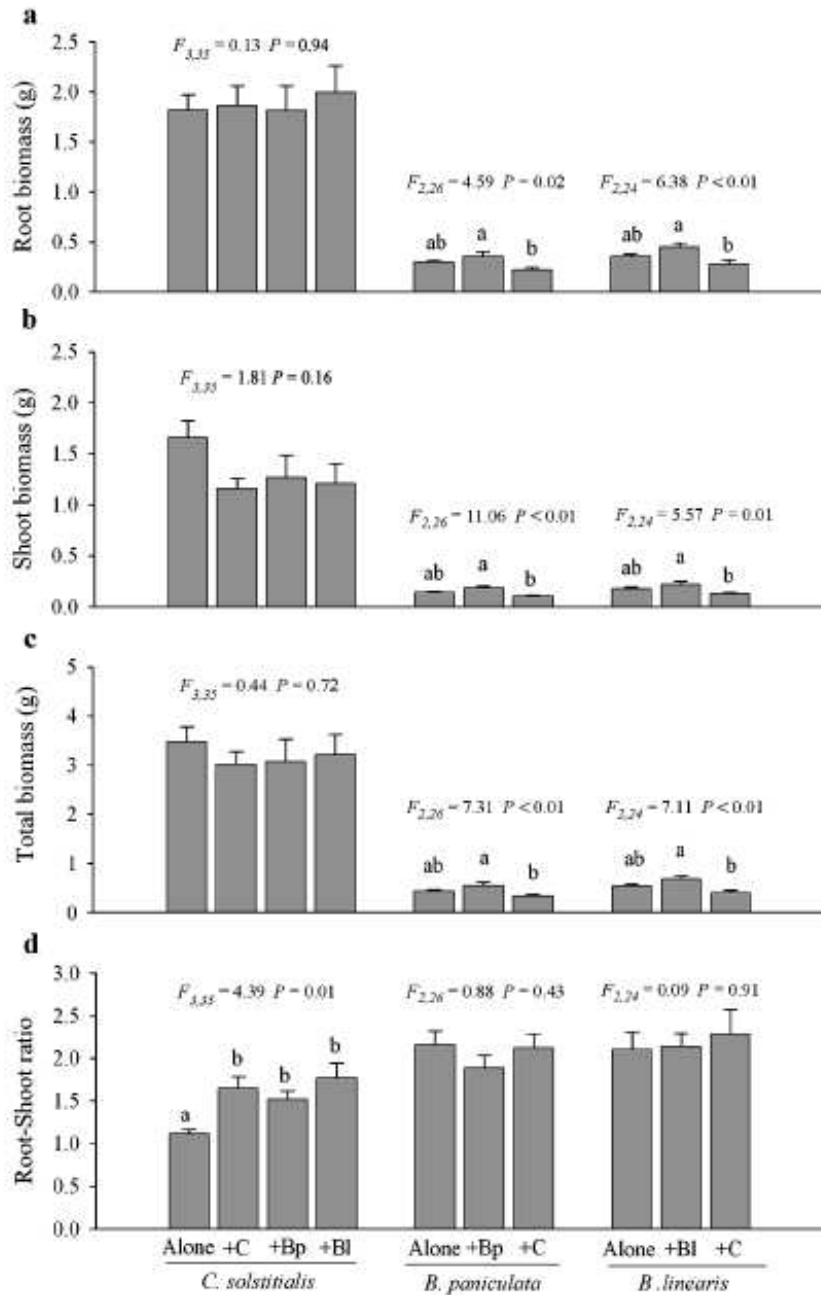 a
F3,35 = 0.13 P = 0.94
2.5
2.0
1.5
1.0
0.5
0.0
Root biomass (g)
F2,26 = 4.59 P = 0.02
F2,24 = 6.38 P < 0.01
ab a b
ab a b
b
F3,35 = 1.81 P = 0.16
2.5
2.0
1.5
1.0
0.5
0.0
Shoot biomass (g)
F2,26 = 11.06 P < 0.01
F2,24 = 5.57 P = 0.01
ab a b
ab a b
c
F3,35 = 0.44 P = 0.72
5
4
3
2
1
0
Total biomass (g)
F2,26 = 7.31 P < 0.01
F2,24 = 7.11 P < 0.01
ab a b
ab a b
d
F3,35 = 4.39 P = 0.01
F2,26 = 0.88 P = 0.43
F2,24 = 0.09 P = 0.91
3.0
2.5
2.0
1.5
1.0
0.5
0.0
Root-Shoot ratio
a b b b
Alone +C +Bp +Bl
Alone +Bp +C
Alone +Bl +C
C. solstitialis
B. paniculata
B .linearis